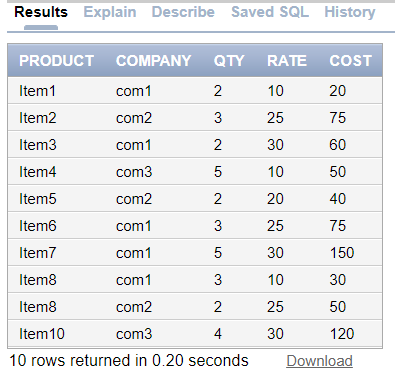 Results Explain Describe Saved SQL History
PRODUCT COMPANY QTY RATE COST
Item1 com1 2 10 20
Item2 com2 3 25 75
Item3 com1 2 30 60
Item4 com3 5 10 50
Item5 com2 2 20 40
Item6 com1 3 25 75
Item7 com1 5 30 150
Item8 com1 3 10 30
Item8 com2 2 25 50
Item10 com3 4 30 120
10 rows returned in 0.20 seconds Download